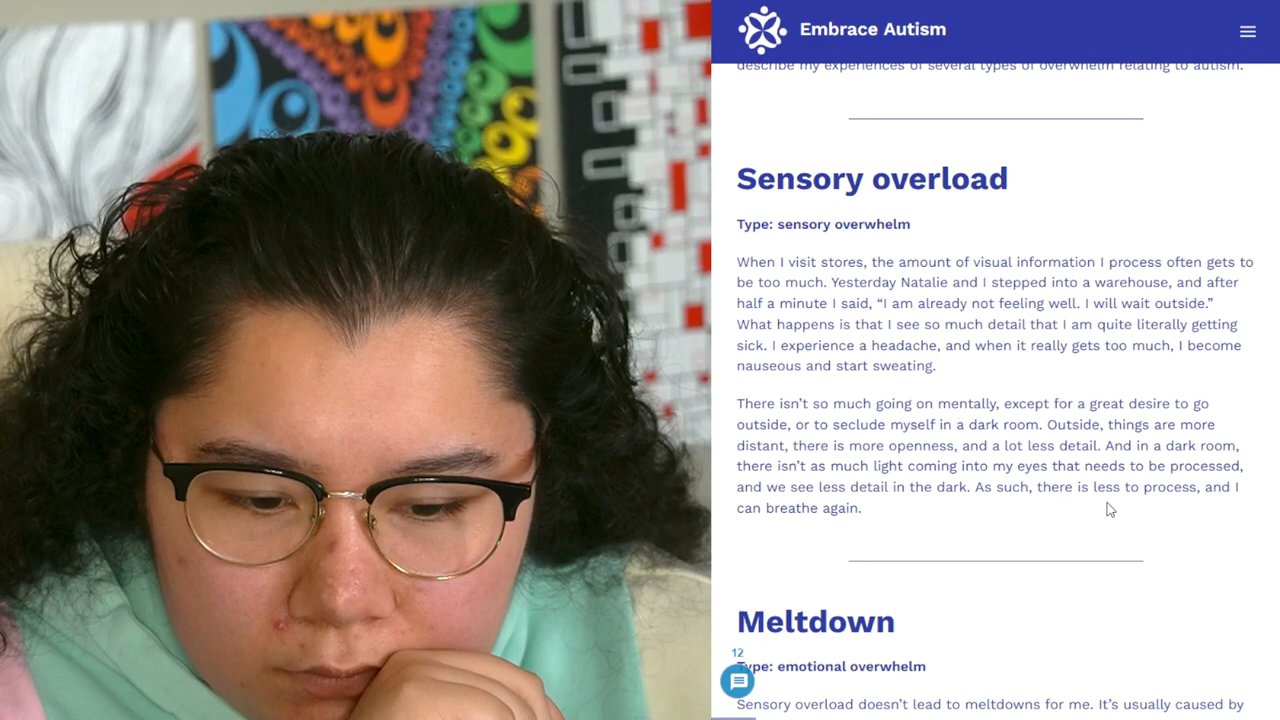 Embrace Autism
describe my experiences of several types of overwhelm relating to autism.
Sensory overload
Type: sensory overwhelm
When I visit stores, the amount of visual information I process often gets to
be too much. Yesterday Natalie and I stepped into a warehouse, and after
half a minute I said, “I am already not feeling well. I will wait outside.”
What happens is that I see so much detail that I am quite literally getting
sick. I experience a headache, and when it really gets too much, I become
nauseous and start sweating.
There isn’t so much going on mentally, except for a great desire to go
outside, or to seclude myself in a dark room. Outside, things are more
distant, there is more openness, and a lot less detail. And in a dark room,
there isn’t as much light coming into my eyes that needs to be processed,
and we see less detail in the dark. As such, there is less to process, and I
can breathe again.
Meltdown
12
Type: emotional overwhelm
Sensory overload doesn’t lead to meltdowns for me. It’s usually caused by